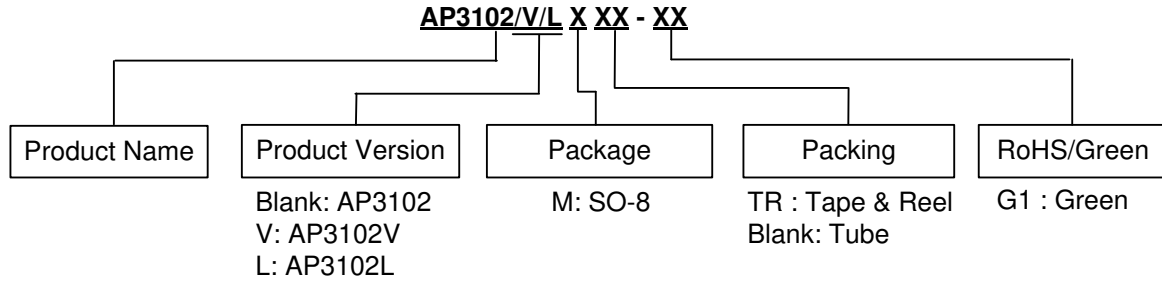 AP3102/V/L X XX - XX
Product Name
Product Version
Package
Packing
RoHS/Green
Blank: AP3102
V: AP3102V
L: AP3102L
M: SO-8
TR : Tape & Reel
Blank: Tube
G1 : Green